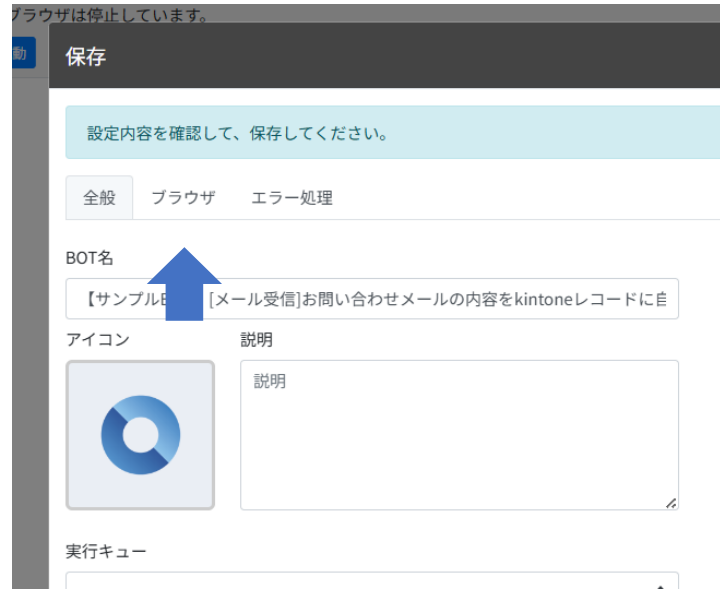 ブラウザは停止しています。
動
保存
設定内容を確認して、保存してください。
全般 ブラウザ エラー処理
BOT名
【サンプル [メール受信]お問い合わせメールの内容をkintoneレコードに自
アイコン 説明
説明
実行キュー